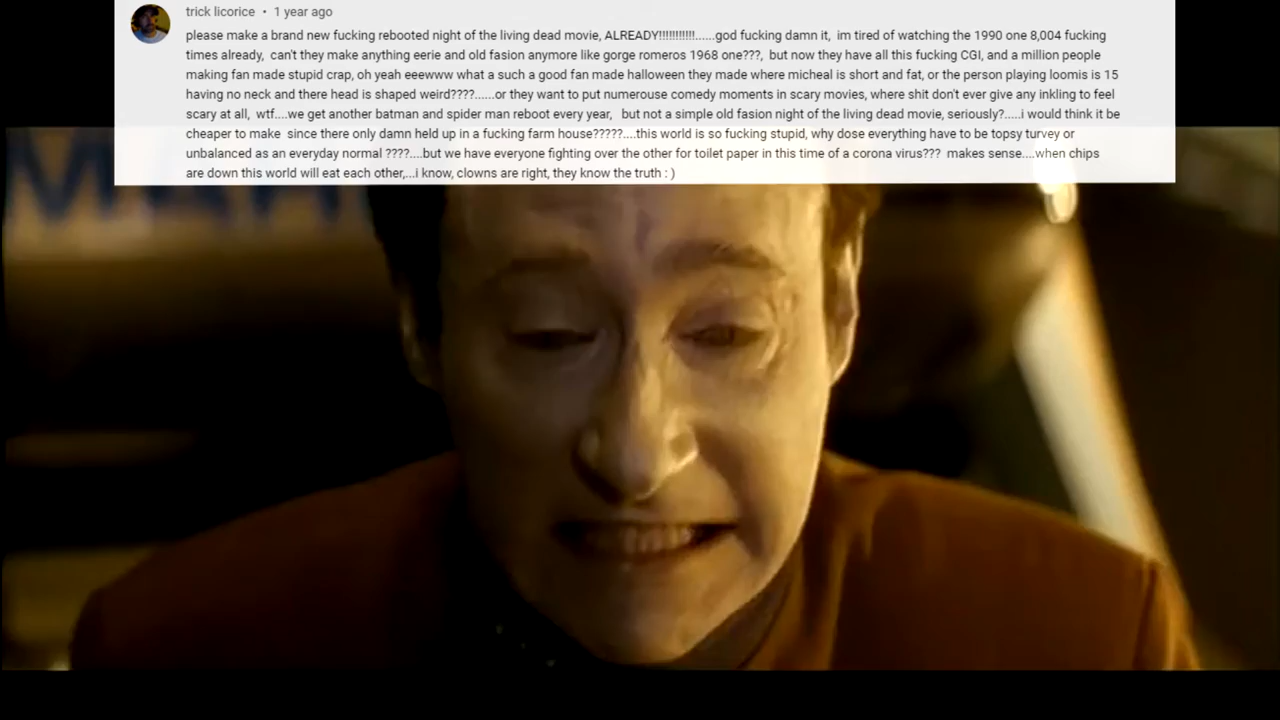 trick licorice • 1 year ago
please make a brand new fucking rebooted night of the living dead movie, ALREADY!!!!!!!!!!!......god fucking damn it, im tired of watching the 1990 one 8,004 fucking
times already, can't they make anything eerie and old fasion anymore like gorge romeros 1968 one???, but now they have all this fucking CGI, and a million people
making fan made stupid crap, oh yeah eeewww what a such a good fan made halloween they made where micheal is short and fat, or the person playing loomis is 15
having no neck and there head is shaped weird????......or they want to put numerouse comedy moments in scary movies, where shit don't ever give any inkling to feel
scary at all, wtf....we get another batman and spider man reboot every year, but not a simple old fasion night of the living dead movie, seriously?.....i would think it be
cheaper to make since there only damn held up in a fucking farm house?????....this world is so fucking stupid, why dose everything have to be topsy turvey or
unbalanced as an everyday normal ????....but we have everyone fighting over the other for toilet paper in this time of a corona virus??? makes sense....when chips
are down this world will eat each other,...i know, clowns are right, they know the truth : )